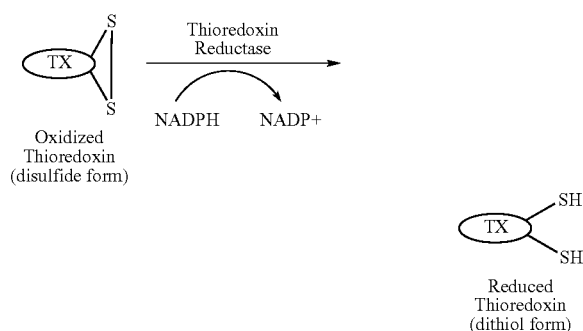 S
Thioredoxin
Reductase
TX
S
NADPH
NADP+
Oxidized
Thioredoxin
(disulfide form)
SH
TX
SH
Reduced
Thioredoxin
(dithiol form)